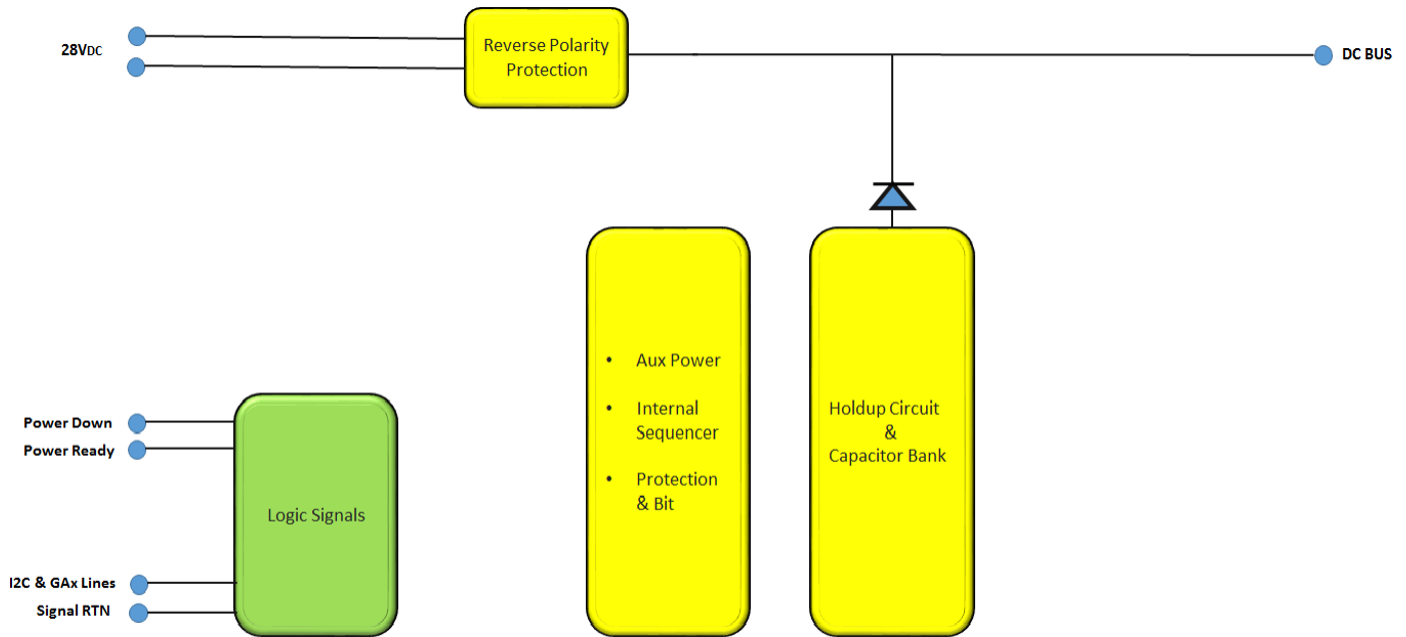 28VDC
Reverse Polarity
Protection
DC BUS
• Aux Power
• Internal
Sequencer
• Protection
& Bit
Holdup Circuit
&
Capacitor Bank
Power Down
Power Ready
Logic Signals
I2C & GAx Lines
Signal RTN